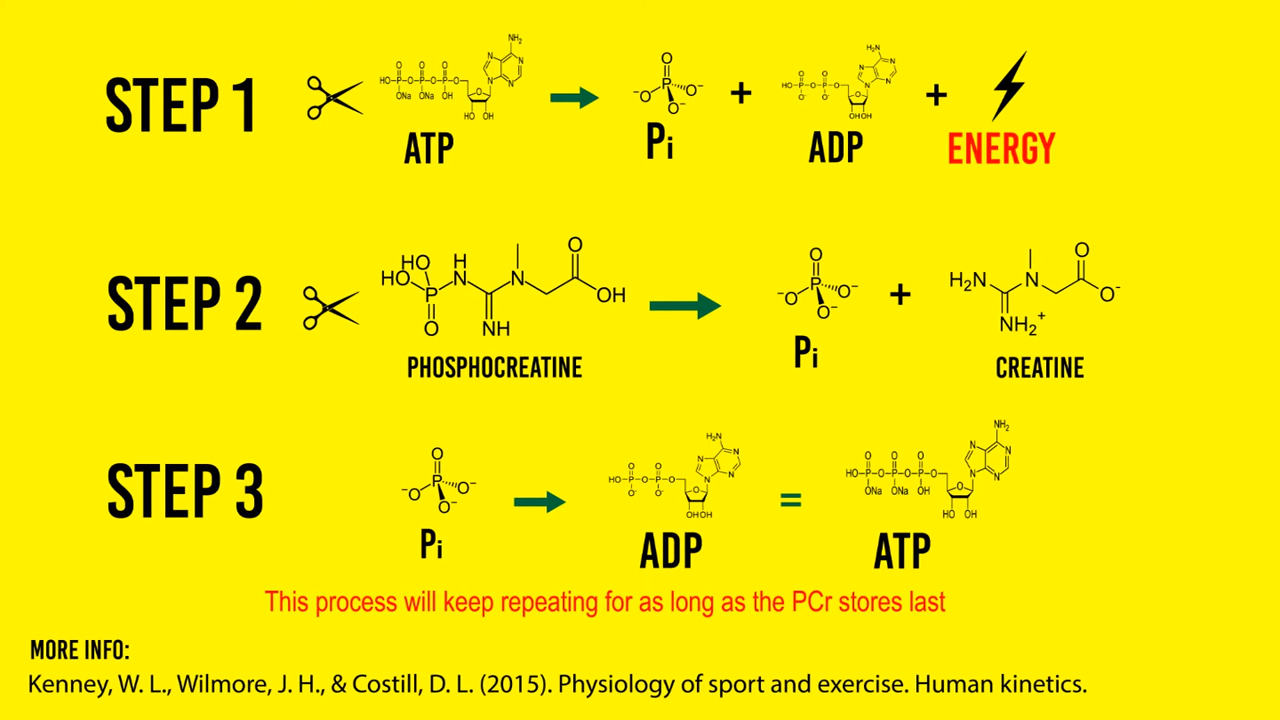 STEP 1
ATP
Pi
+
ADP
+
ENERGY
STEP 2
PHOSPHOCREATINE
Pi
+
CREATINE
STEP 3
Pi
ADP
=
ATP
This process will keep repeating for as long as the PCr stores last
MORE INFO:
Kenney, W. L., Wilmore, J. H., & Costill, D. L. (2015). Physiology of sport and exercise. Human kinetics.